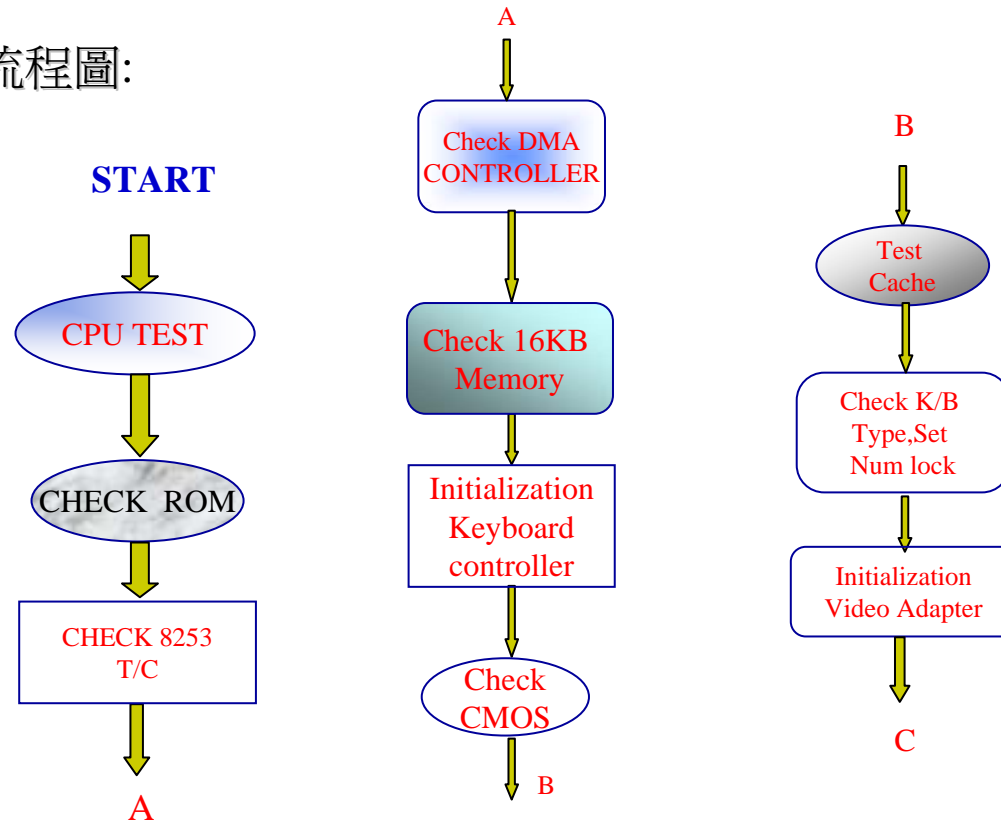 流程圖:
START
CPU TEST
CHECK ROM
CHECK 8253
T/C
A
A
Check DMA
CONTROLLER
Check 16KB
Memory
Initialization
Keyboard
controller
Check
CMOS
B
B
Test
Cache
Check K/B
Type,Set
Num lock
Initialization
Video Adapter
C